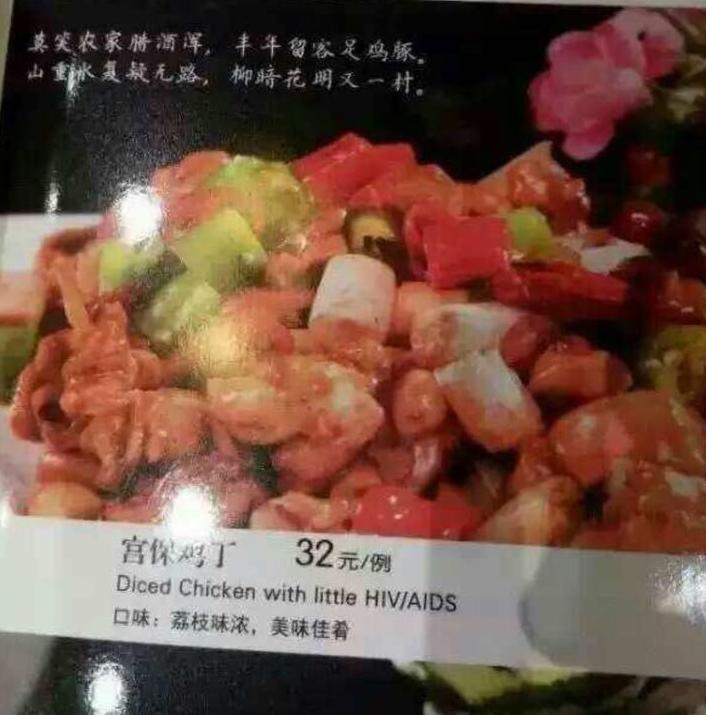 莫笑农家腊酒浑，丰年留客足鸡豚。
山重水复疑无路，柳暗花明又一村。
宫保鸡丁 32元/例
Diced Chicken with little HIV/AIDS
口味：荔枝味浓，美味佳肴